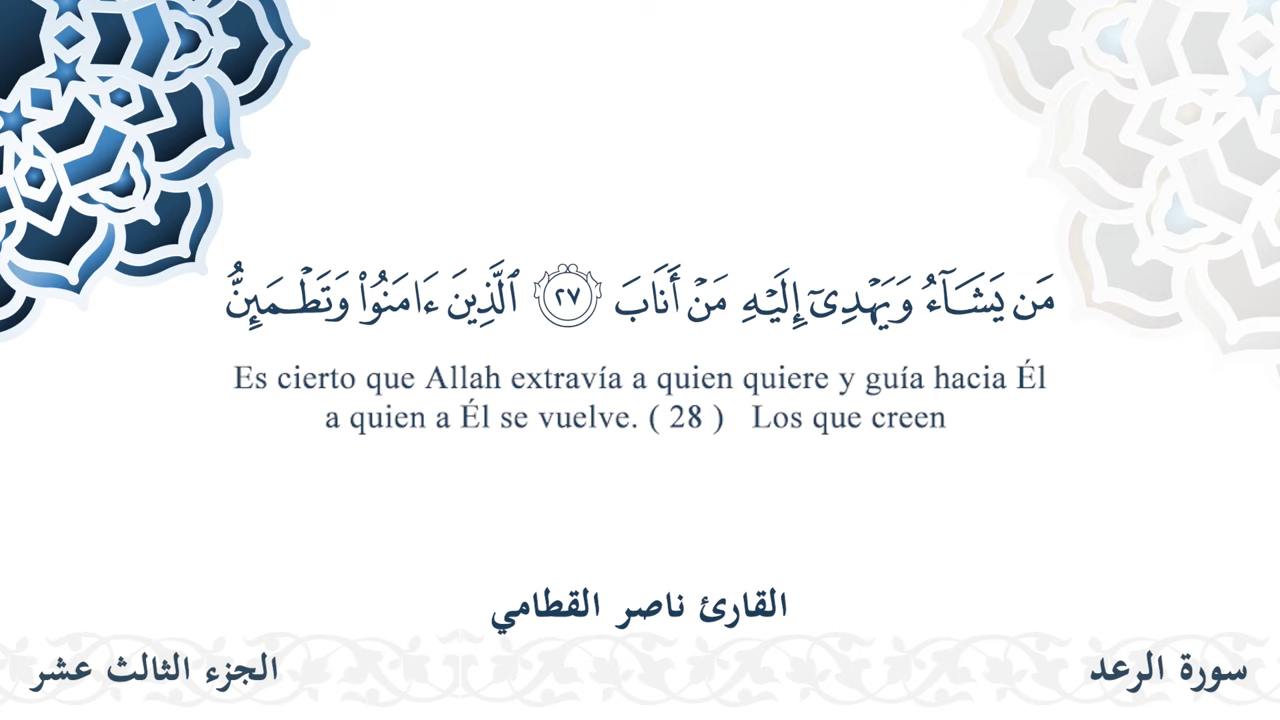 مَن يَشَآءُ وَيَهۡدِىٓ إِلَيۡهِ مَنۡ أَنَابَ ٢٧ ٱلَّذِينَ ءَامَنُواْ وَتَطۡمَئِنُّ
Es cierto que Allah extravía a quien quiere y guía hacia Él
a quien a Él se vuelve. ( 28 ) Los que creen
القارئ ناصر القطامي
سورة الرعد
الجزء الثالث عشر